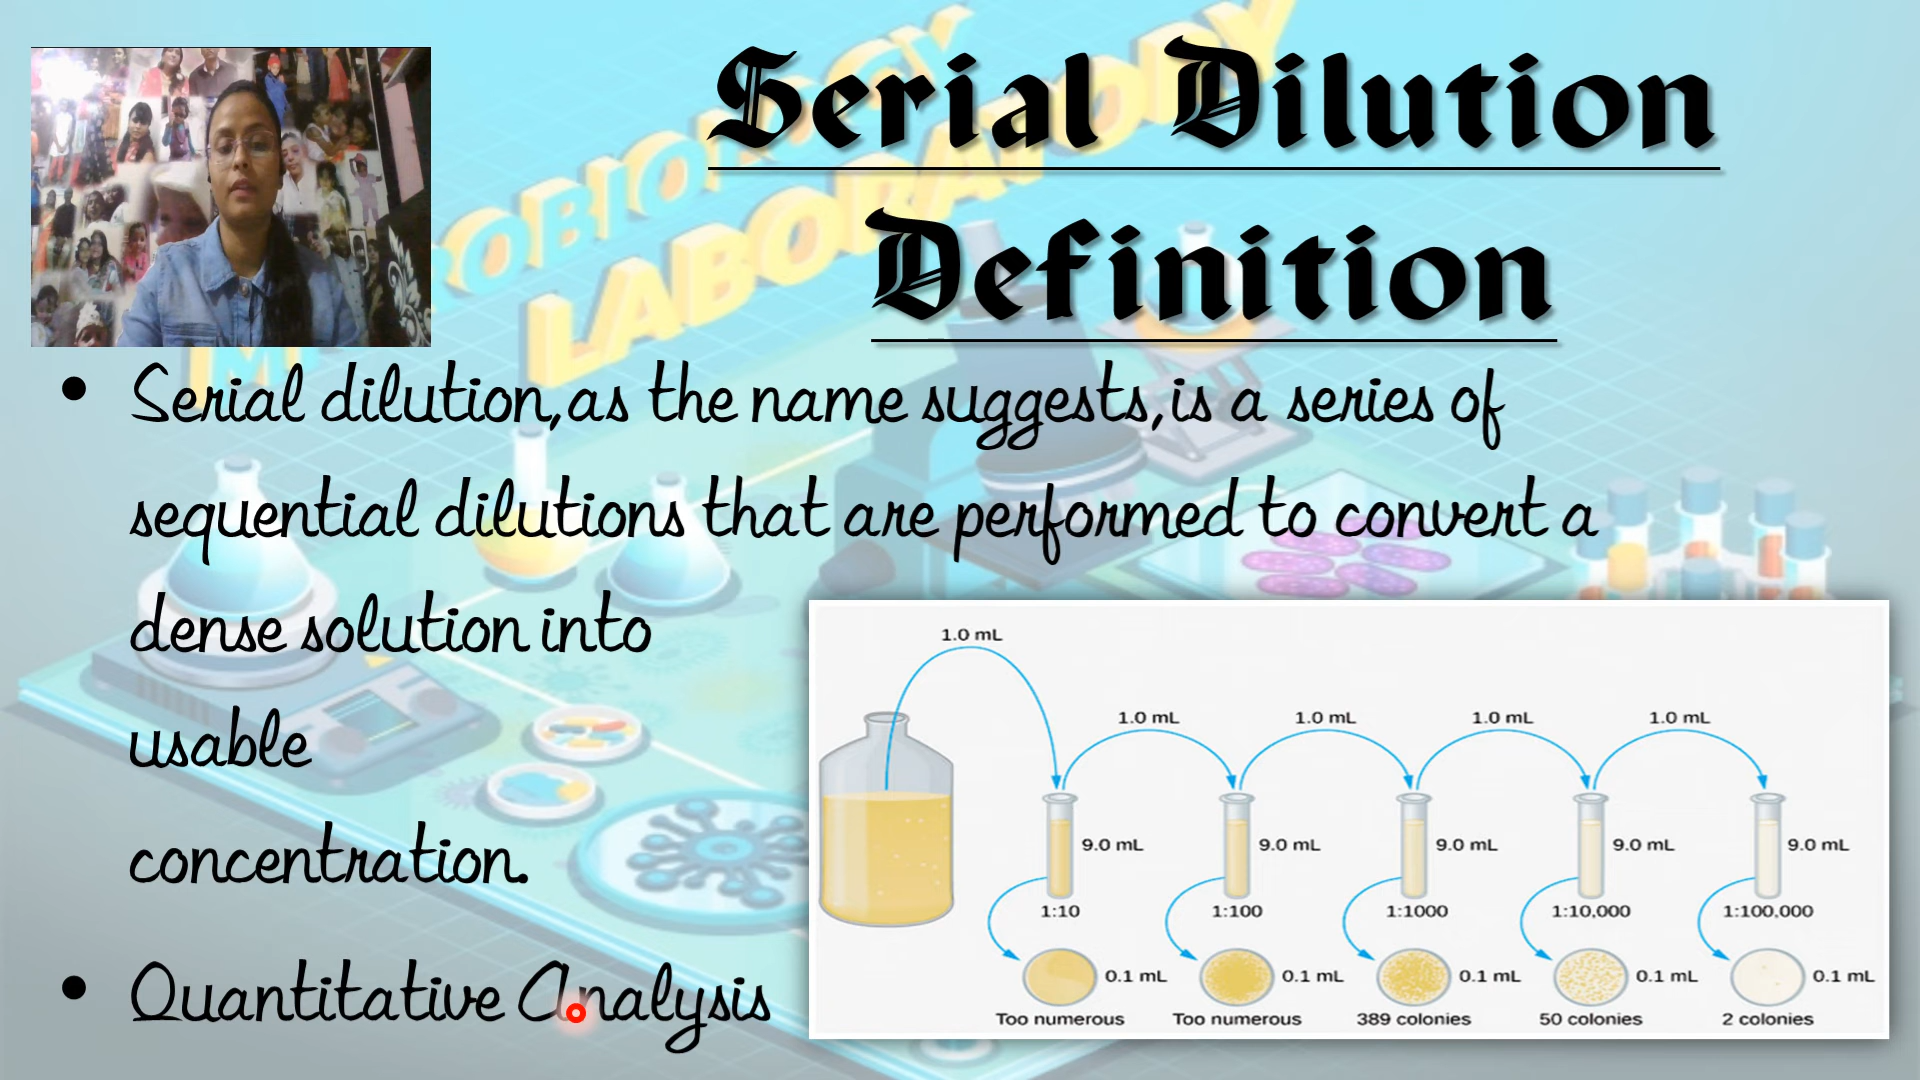 Serial Dilution
Definition
MICROBIOLOGY
LABORATORY
• Serial dilution,as the name suggests,is a series of
sequential dilutions that are performed to convert a
dense solution into
usable
concentration.
• Quantitative Analysis
1.0 mL
1.0 mL 1.0 mL 1.0 mL 1.0 mL
9.0 mL 9.0 mL 9.0 mL 9.0 mL 9.0 mL
1:10 1:100 1:1000 1:10,000 1:100,000
0.1 mL 0.1 mL 0.1 mL 0.1 mL 0.1 mL
Too numerous Too numerous 389 colonies 50 colonies 2 colonies